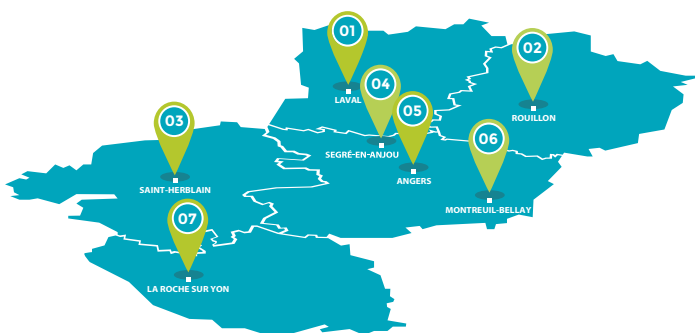 01
LAVAL
02
ROUILLON
03
SAINT-HERBLAIN
04
SEGRÉ-EN-ANJOU
05
ANGERS
06
MONTREUIL-BELLAY
07
LA ROCHE SUR YON